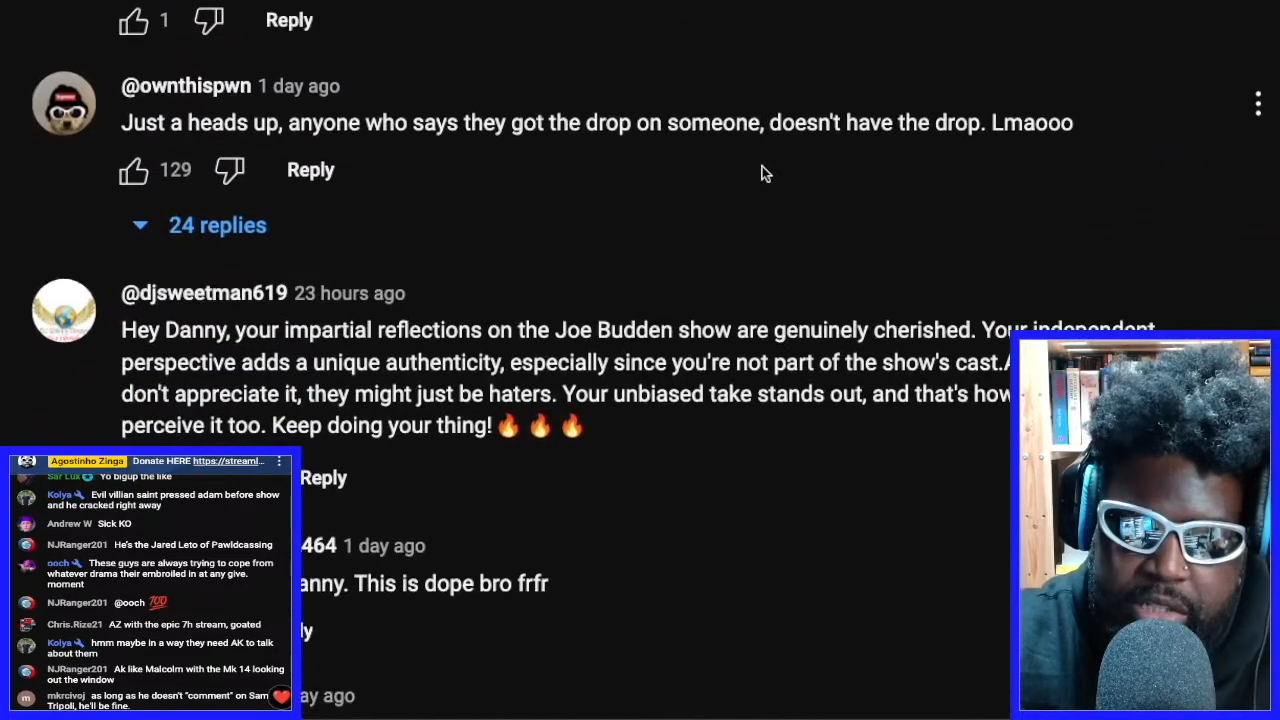 1 Reply
@ownthispwn 1 day ago
Just a heads up, anyone who says they got the drop on someone, doesn't have the drop. Lmaooo
129 Reply
24 replies
@djsweetman619 23 hours ago
Hey Danny, your impartial reflections on the Joe Budden show are genuinely cherished. Your independent
perspective adds a unique authenticity, especially since you're not part of the show's cast.
don't appreciate it, they might just be haters. Your unbiased take stands out, and that's how
perceive it too. Keep doing your thing! 🔥 🔥 🔥
Reply
464 1 day ago
anny. This is dope bro frfr
day ago
Agostinho Zinga Donate HERE https://streaml...
Sar Lux Yo bigup the like
Kolya Evil villian saint pressed adam before show
and he cracked right away
Andrew W Sick KO
NJRanger201 He's the Jared Leto of Pawldcassing
ooch These guys are always trying to cope from
whatever drama their embroiled in at any give.
moment
NJRanger201 @ooch 💯
Chris.Rize21 AZ with the epic 7h stream, goated
Kolya hmm maybe in a way they need AK to talk
about them
NJRanger201 Ak like Malcolm with the Mk 14 looking
out the window
m mkrcivoj as long as he doesn't "comment" on Sam
Tripoli, he'll be fine.